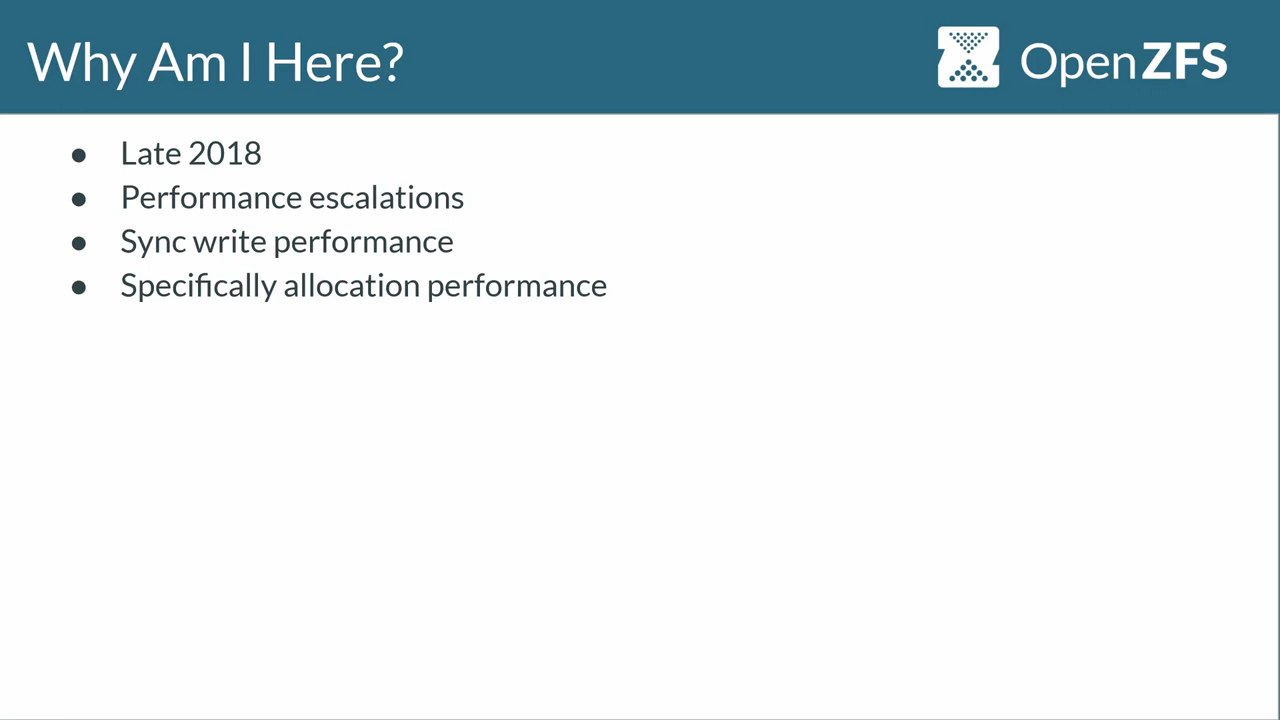 Why Am I Here?
OpenZFS
● Late 2018
● Performance escalations
● Sync write performance
● Specifically allocation performance